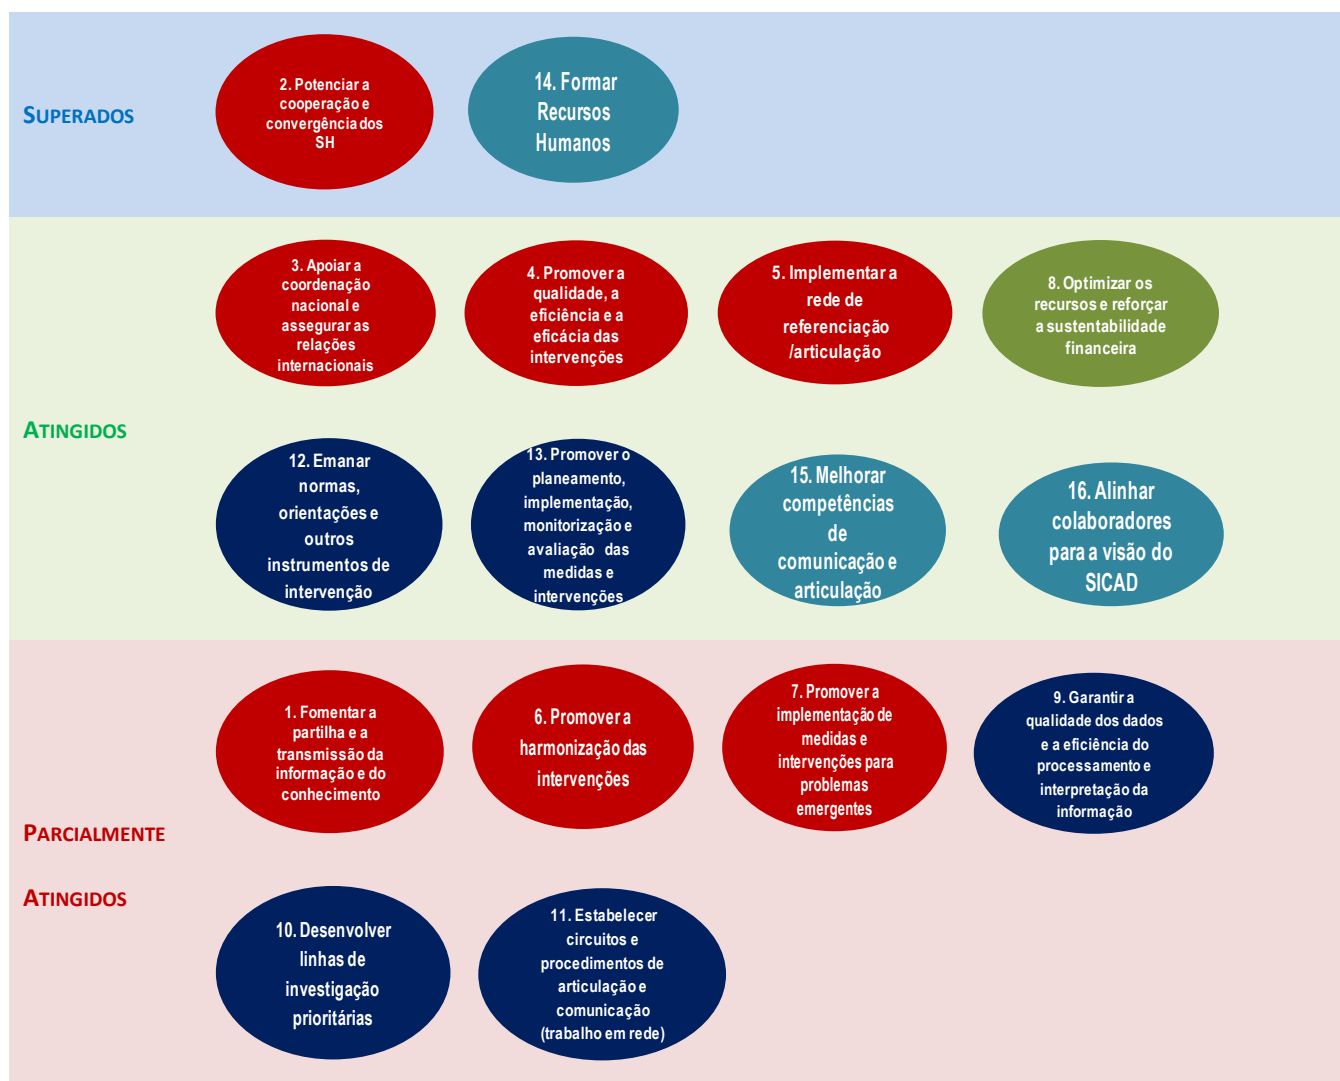 SUPERADOS
2. Potenciar a
cooperação e
convergência dos
SH
14. Formar
Recursos
Humanos
ATINGIDOS
3. Apoiar a
coordenação
nacional e
assegurar as
relações
internacionais
4. Promover a
qualidade, a
eficiência e a
eficácia das
intervenções
5. Implementar a
rede de
referenciação
/articulação
8. Optimizar os
recursos e reforçar
a sustentabilidade
financeira
12. Emanar
normas,
orientações e
outros
instrumentos de
intervenção
13. Promover o
planeamento,
implementação,
monitorização e
avaliação das
medidas e
intervenções
15. Melhorar
competências
de
comunicação e
articulação
16. Alinhar
colaboradores
para a visão do
SICAD
PARCIALMENTE
ATINGIDOS
1. Fomentar a
partilha e a
transmissão da
informação e do
conhecimento
6. Promover a
harmonização das
intervenções
7. Promover a
implementação de
medidas e
intervenções para
problemas
emergentes
9. Garantir a
qualidade dos dados
e a eficiência do
processamento e
interpretação da
informação
10. Desenvolver
linhas de
investigação
prioritárias
11. Estabelecer
circuitos e
procedimentos de
articulação e
comunicação
(trabalho em rede)